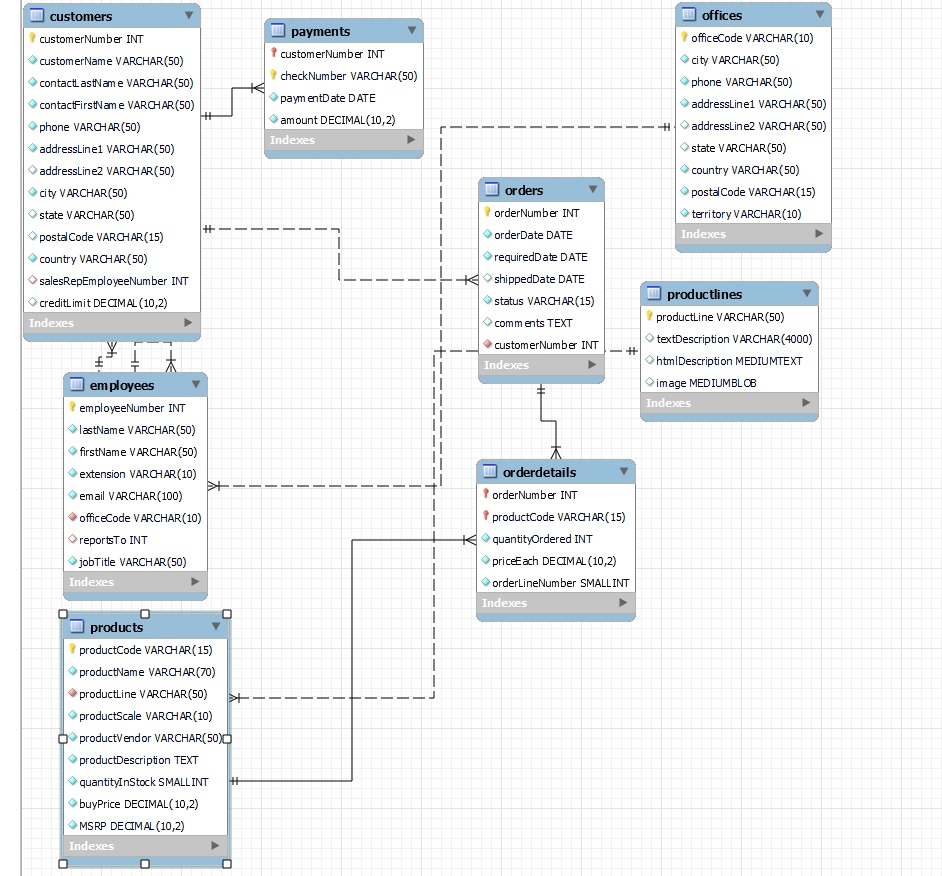 customers
customerNumber INT
customerName VARCHAR(50)
contactLastName VARCHAR(50)
contactFirstName VARCHAR(50)
phone VARCHAR(50)
addressLine1 VARCHAR(50)
addressLine2 VARCHAR(50)
city VARCHAR(50)
state VARCHAR(50)
postalCode VARCHAR(15)
country VARCHAR(50)
salesRepEmployeeNumber INT
creditLimit DECIMAL(10,2)
Indexes
payments
customerNumber INT
checkNumber VARCHAR(50)
paymentDate DATE
amount DECIMAL(10,2)
Indexes
offices
officeCode VARCHAR(10)
city VARCHAR(50)
phone VARCHAR(50)
addressLine1 VARCHAR(50)
addressLine2 VARCHAR(50)
state VARCHAR(50)
country VARCHAR(50)
postalCode VARCHAR(15)
territory VARCHAR(10)
Indexes
orders
orderNumber INT
orderDate DATE
requiredDate DATE
shippedDate DATE
status VARCHAR(15)
comments TEXT
customerNumber INT
Indexes
productlines
productLine VARCHAR(50)
textDescription VARCHAR(4000)
htmlDescription MEDIUMTEXT
image MEDIUMBLOB
Indexes
employees
employeeNumber INT
lastName VARCHAR(50)
firstName VARCHAR(50)
extension VARCHAR(10)
email VARCHAR(100)
officeCode VARCHAR(10)
reportsTo INT
jobTitle VARCHAR(50)
Indexes
orderdetails
orderNumber INT
productCode VARCHAR(15)
quantityOrdered INT
priceEach DECIMAL(10,2)
orderLineNumber SMALLINT
Indexes
products
productCode VARCHAR(15)
productName VARCHAR(70)
productLine VARCHAR(50)
productScale VARCHAR(10)
productVendor VARCHAR(50)
productDescription TEXT
quantityInStock SMALLINT
buyPrice DECIMAL(10,2)
MSRP DECIMAL(10,2)
Indexes